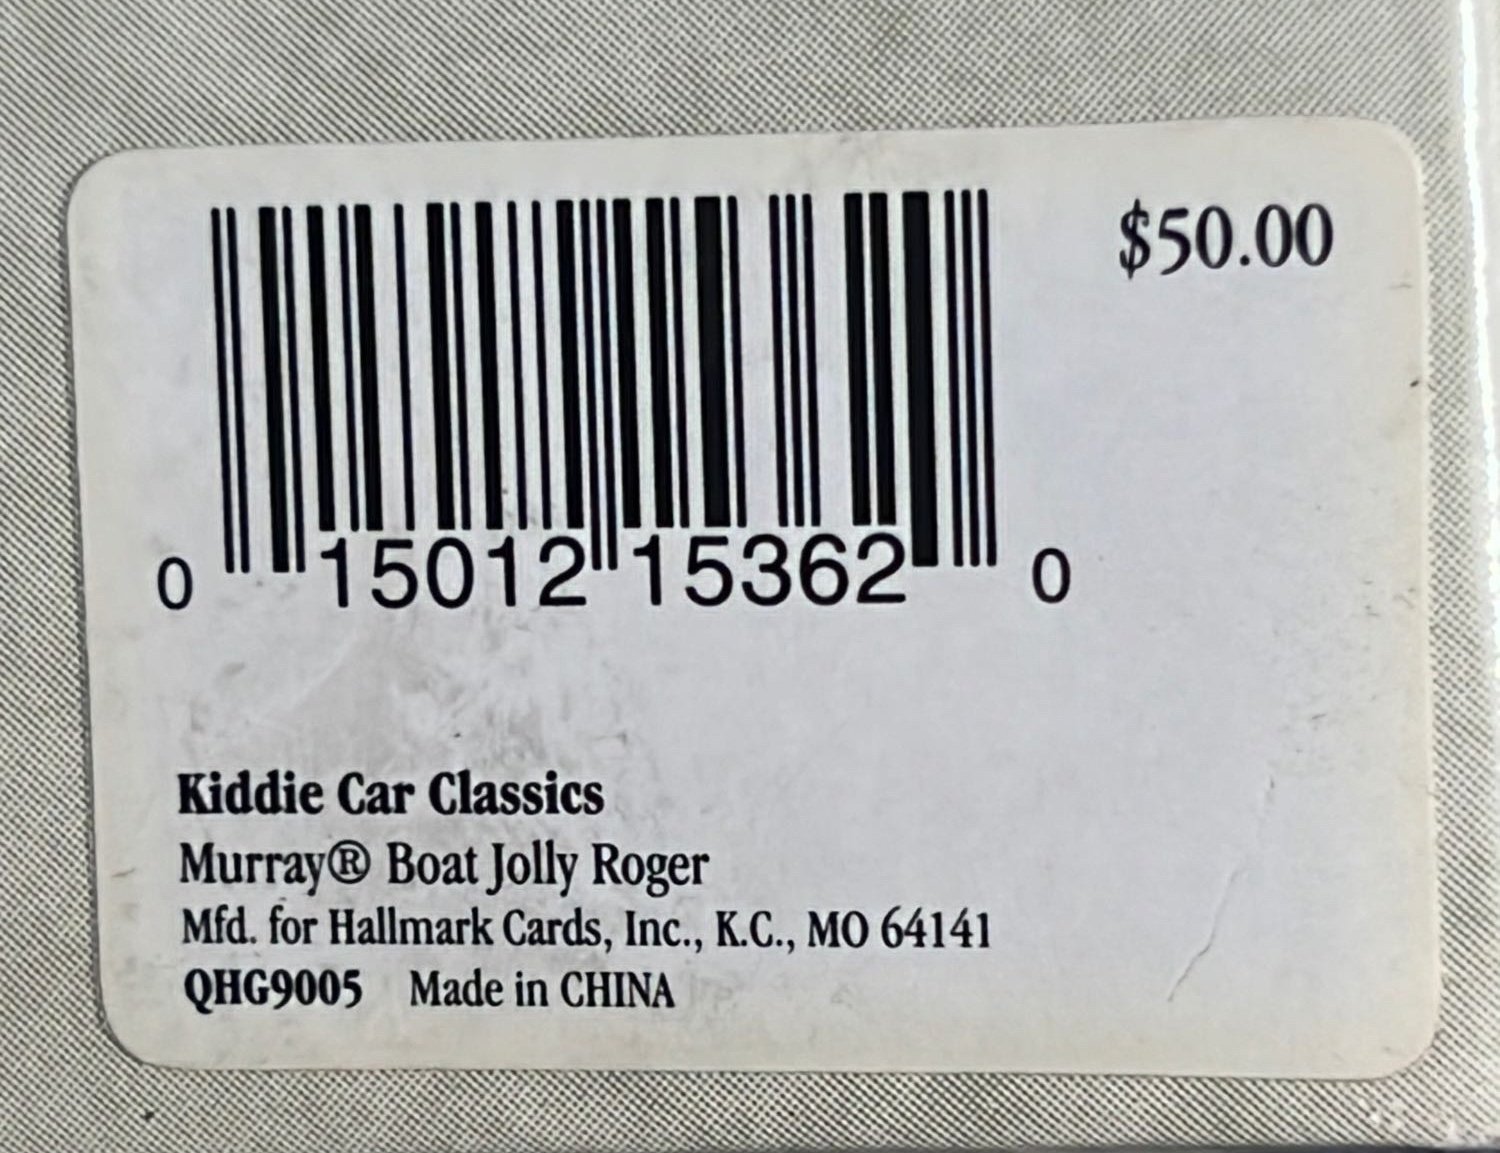 $50.00
0 15012 15362 0
Kiddie Car Classics
Murray® Boat Jolly Roger
Mfd. for Hallmark Cards, Inc., K.C., MO 64141
QHG9005 Made in CHINA